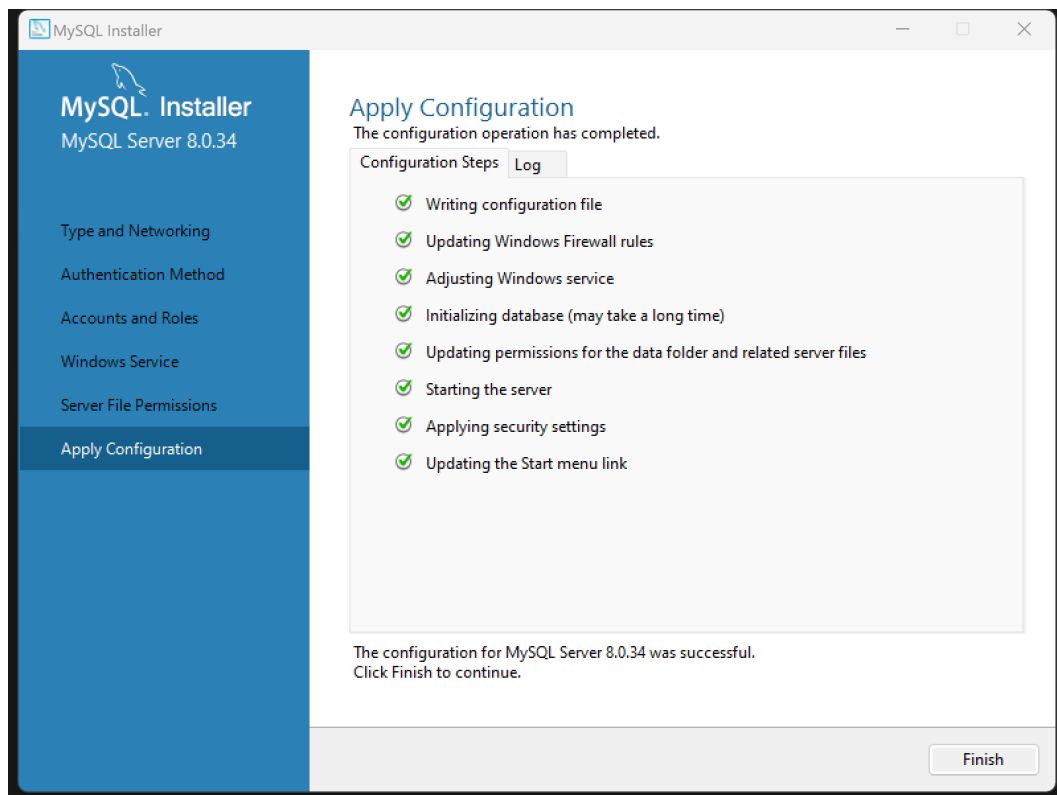 MySQL Installer
MySQL. Installer
MySQL Server 8.0.34
Type and Networking
Authentication Method
Accounts and Roles
Windows Service
Server File Permissions
Apply Configuration
Apply Configuration
The configuration operation has completed.
Configuration Steps
Log
Writing configuration file
Updating Windows Firewall rules
Adjusting Windows service
Initializing database (may take a long time)
Updating permissions for the data folder and related server files
Starting the server
Applying security settings
Updating the Start menu link
The configuration for MySQL Server 8.0.34 was successful.
Click Finish to continue.
Finish